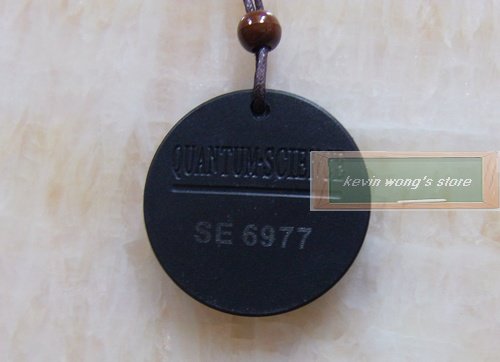 QUANTUM·SCIENCE
kevin wong's store
SE 6977